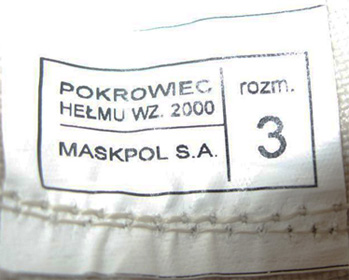 POKROWIEC
HEŁMU WZ. 2000
MASKPOL S.A.
rozm.
3